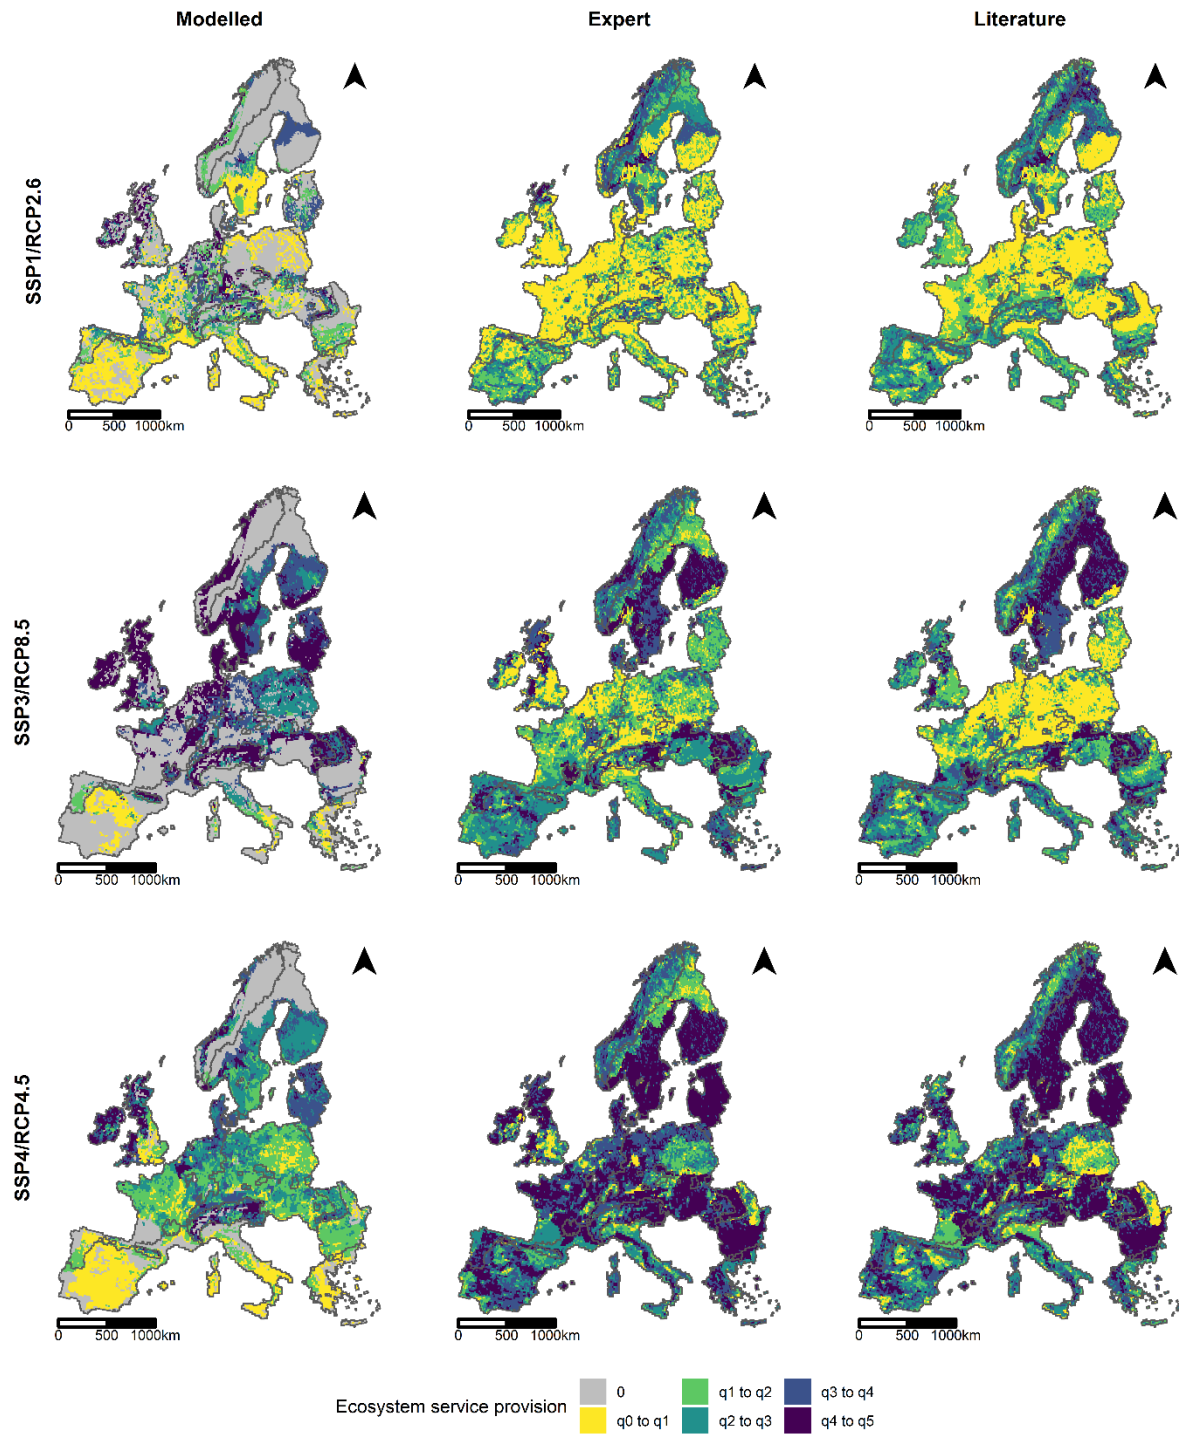 Modelled Expert Literature
SSP1/RCP2.6
0 500 1000km 0 500 1000km 0 500 1000km
SSP3/RCP8.5
0 500 1000km 0 500 1000km 0 500 1000km
SSP4/RCP4.5
0 500 1000km 0 500 1000km 0 500 1000km
Ecosystem service provision
0 q1 to q2 q3 to q4
q0 to q1 q2 to q3 q4 to q5